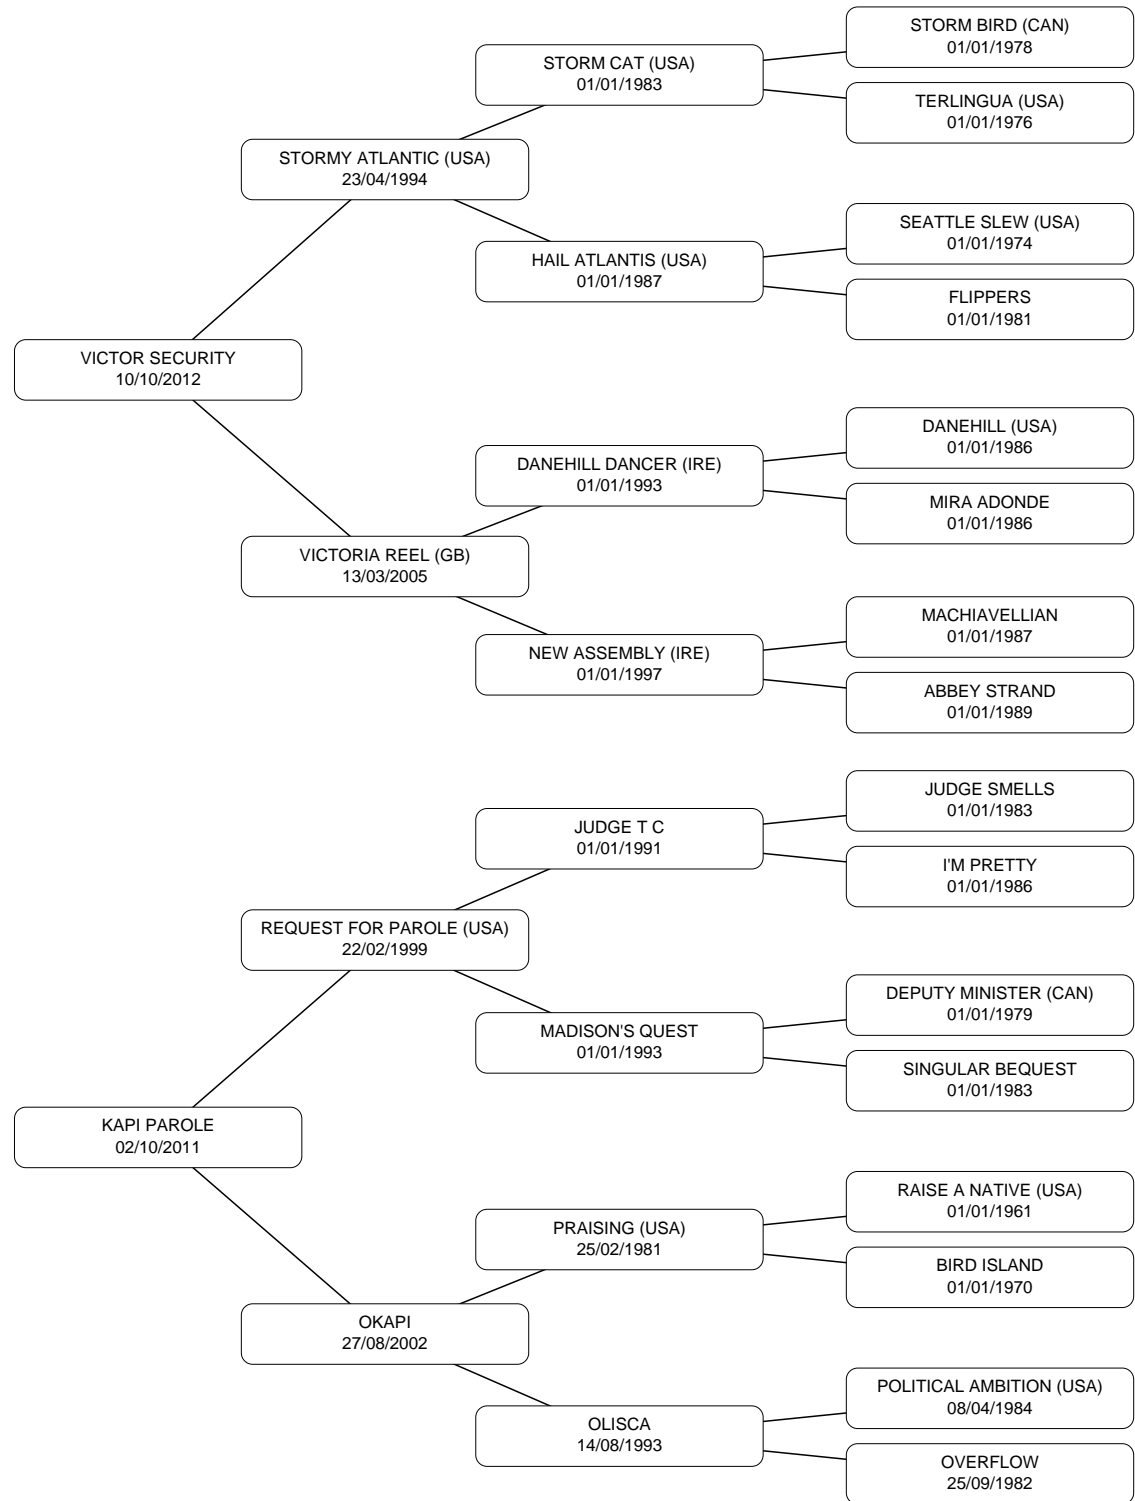 STORM BIRD (CAN)
01/01/1978
STORM CAT (USA)
01/01/1983
TERLINGUA (USA)
01/01/1976
STORMY ATLANTIC (USA)
23/04/1994
SEATTLE SLEW (USA)
01/01/1974
HAIL ATLANTIS (USA)
01/01/1987
FLIPPERS
01/01/1981
VICTOR SECURITY
10/10/2012
DANEHILL (USA)
01/01/1986
DANEHILL DANCER (IRE)
01/01/1993
MIRA ADONDE
01/01/1986
VICTORIA REEL (GB)
13/03/2005
MACHIAVELLIAN
01/01/1987
NEW ASSEMBLY (IRE)
01/01/1997
ABBEY STRAND
01/01/1989
JUDGE SMELLS
01/01/1983
JUDGE T C
01/01/1991
I'M PRETTY
01/01/1986
REQUEST FOR PAROLE (USA)
22/02/1999
DEPUTY MINISTER (CAN)
01/01/1979
MADISON'S QUEST
01/01/1993
SINGULAR BEQUEST
01/01/1983
KAPI PAROLE
02/10/2011
RAISE A NATIVE (USA)
01/01/1961
PRAISING (USA)
25/02/1981
BIRD ISLAND
01/01/1970
OKAPI
27/08/2002
POLITICAL AMBITION (USA)
08/04/1984
OLISCA
14/08/1993
OVERFLOW
25/09/1982